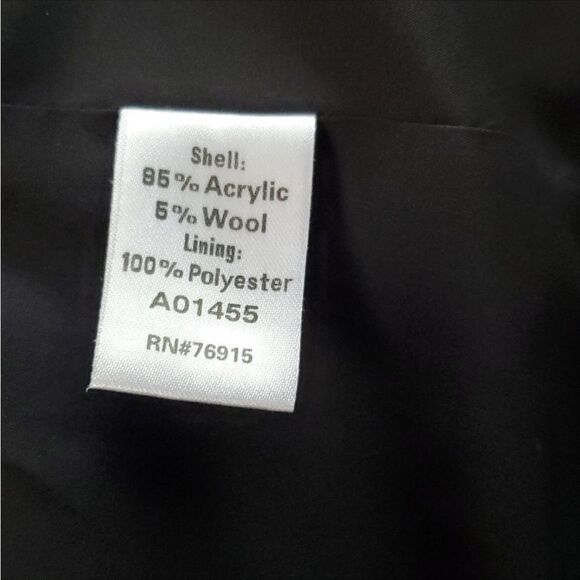 Shell:
95% Acrylic
5% Wool
Lining:
100% Polyester
A01455
RN#76915